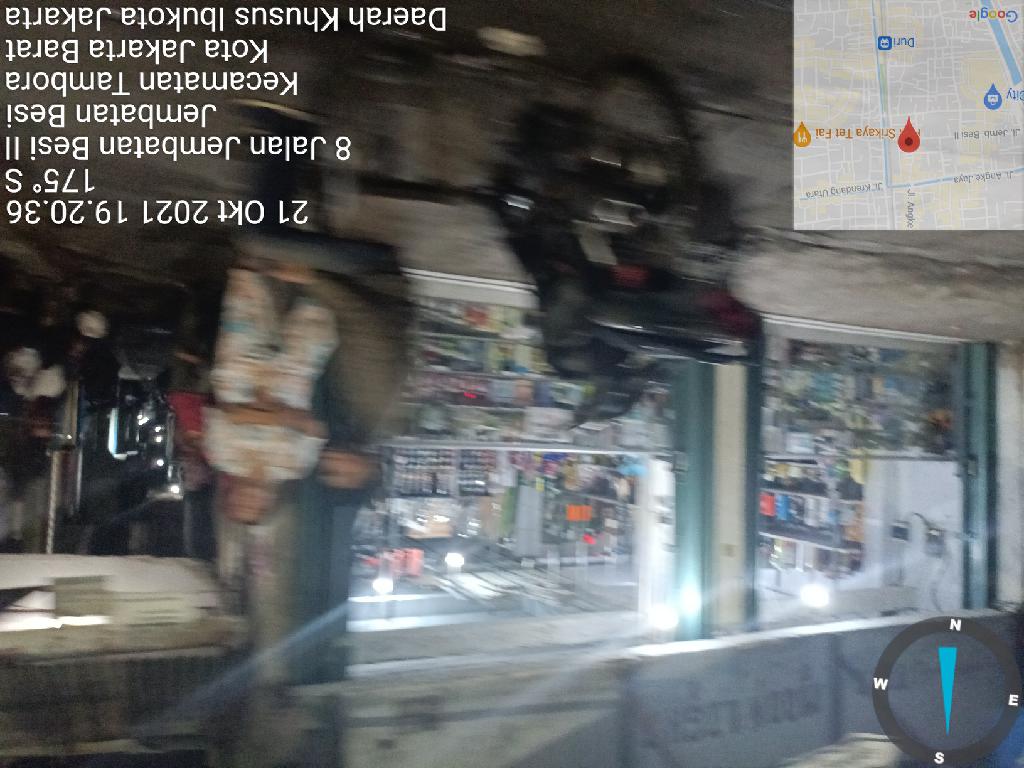 S
E
W
N
21 Okt 2021 19.20.36
175° S
8 Jalan Jembatan Besi II
Jembatan Besi
Kecamatan Tambora
Kota Jakarta Barat
Daerah Khusus Ibukota Jakarta
Jl. Angke
Jl. Krendang Utara
Jl. Angke Jaya
Jl. Jemb. Besi II
Srikaya Tet Fai
City
Duri
Google